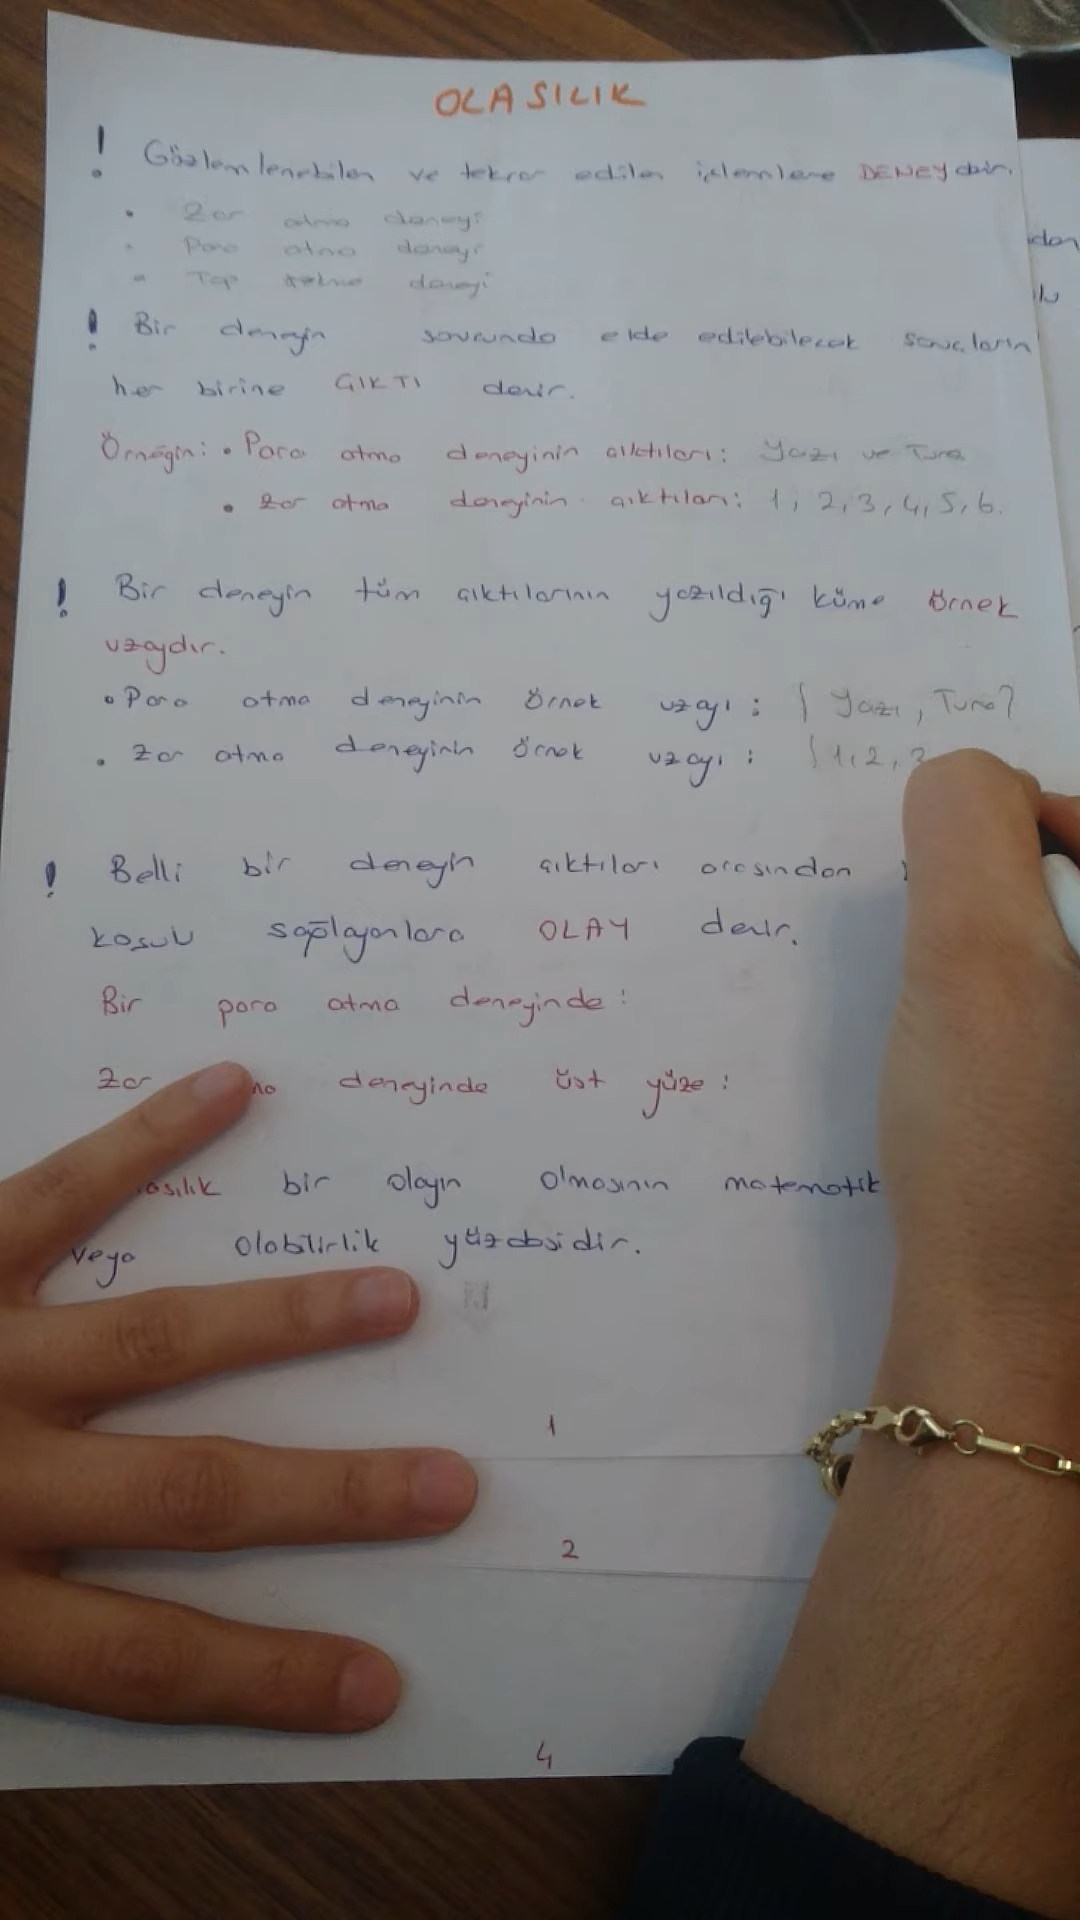 OLASILIK
! Gözlemlenebilen ve tekrar edilen işlemlere DENEY denir.
• Zar atma deneyi
• Para atma deneyi
• Top çekme deneyi
! Bir deneyin sonucunda elde edilebilecek sonuçların
her birine ÇIKTI denir.
Örneğin: • Para atma deneyinin çıktıları: Yazı ve Tura.
• Zar atma deneyinin çıktıları: 1, 2, 3, 4, 5, 6.
! Bir deneyin tüm çıktılarının yazıldığı küme Örnek
uzaydır.
• Para atma deneyinin Örnek uzayı: { Yazı, Tura }
• Zar atma deneyinin Örnek uzayı: { 1, 2, 3
! Belli bir deneyin çıktıları arasından
koşulu sağlayanlara OLAY denir.
Bir para atma deneyinde:
Zar deneyinde üst yüze:
bir olayın olmasının matematik
veya olabilirlik yüzdesidir.
1
2
4